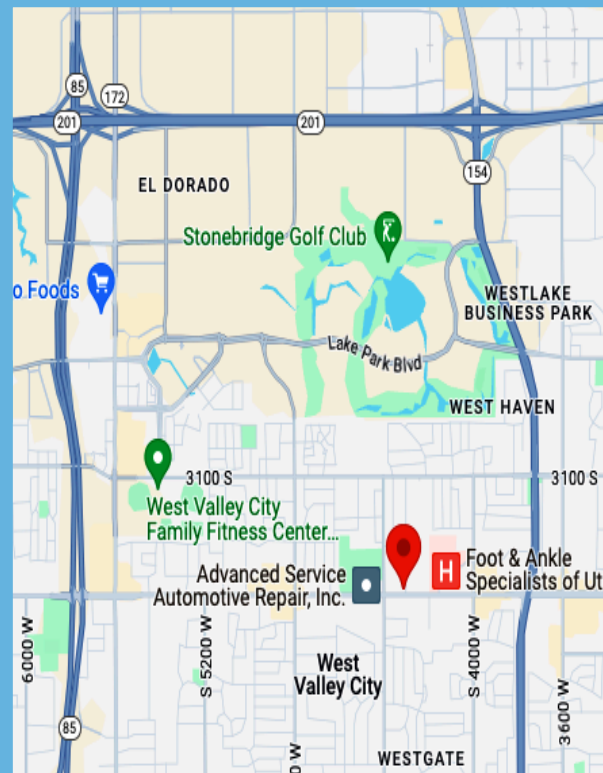 85
172
201
201
154
EL DORADO
Stonebridge Golf Club
o Foods
WESTLAKE
BUSINESS PARK
Lake Park Blvd
WEST HAVEN
3100 S
3100 S
West Valley City
Family Fitness Center...
Foot & Ankle
Specialists of Ut
H
Advanced Service
Automotive Repair, Inc.
6000 W
S 5200 W
S 4000 W
3600 W
West
Valley City
85
0 W
WESTGATE